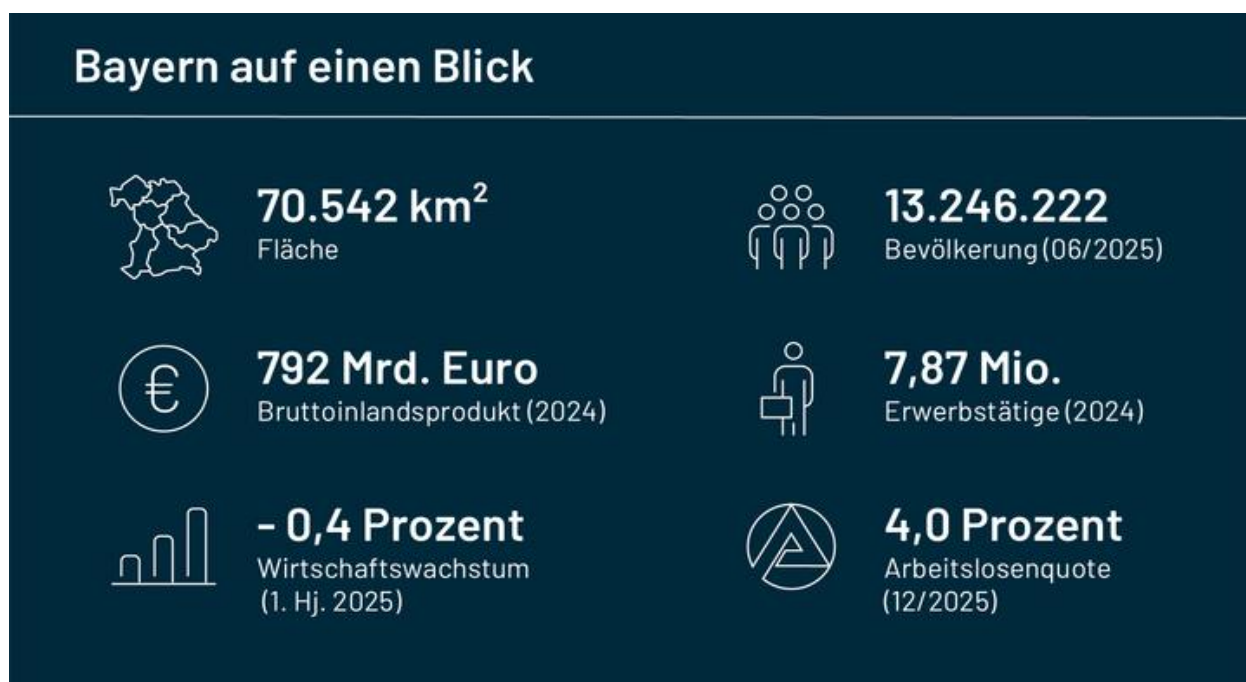 Bayern auf einen Blick
70.542 km²
Fläche
13.246.222
Bevölkerung (06/2025)
792 Mrd. Euro
Bruttoinlandsprodukt (2024)
7,87 Mio.
Erwerbstätige (2024)
- 0,4 Prozent
Wirtschaftswachstum
(1. Hj. 2025)
4,0 Prozent
Arbeitslosenquote
(12/2025)